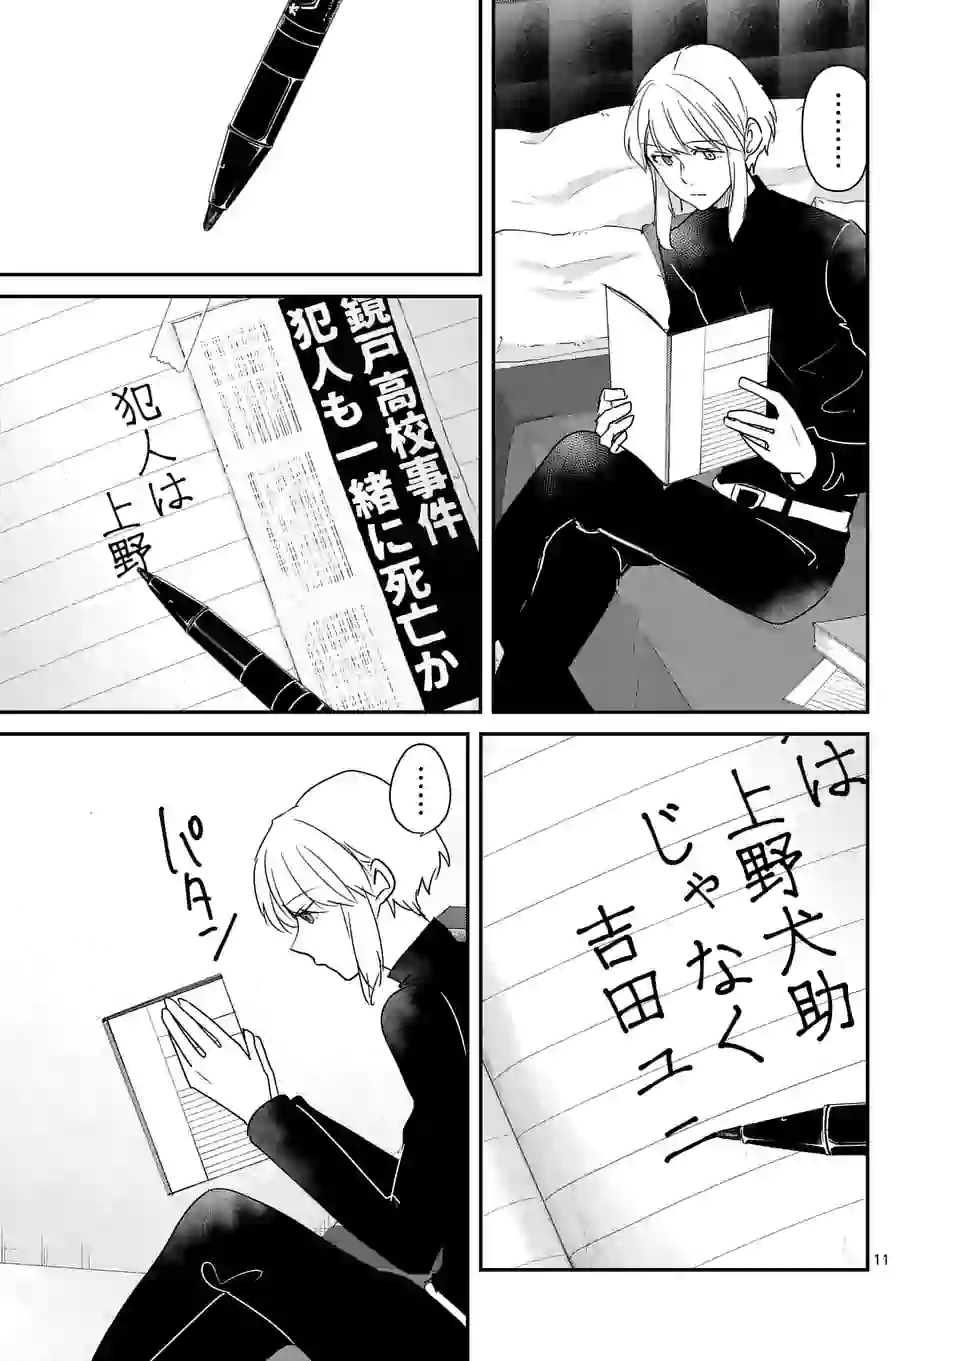 ………
鏡戸高校事件
犯人も一緒に死亡か
犯人は
上野
は
上野犬助
じゃなく
吉田ユニ
………
パタン
11